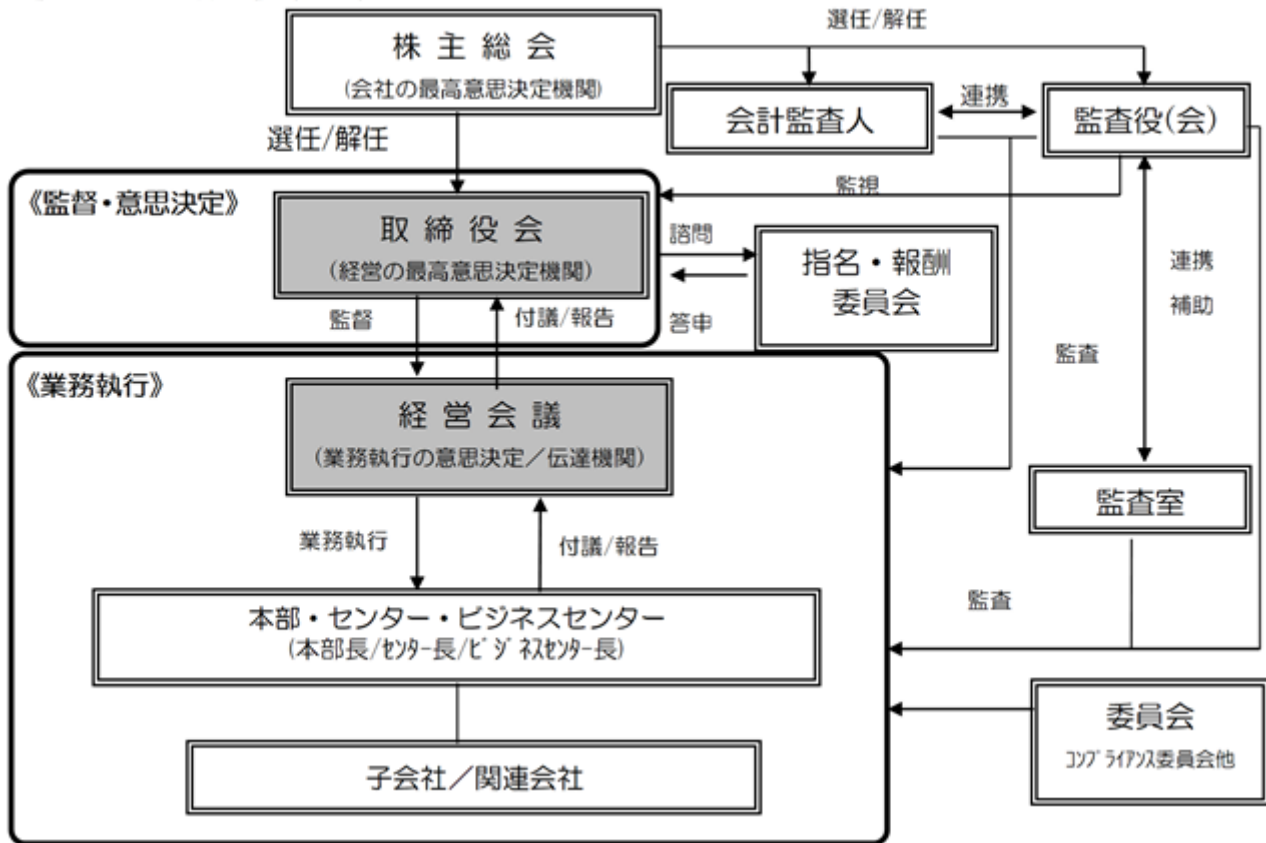 選任/解任
株主総会
(会社の最高意思決定機関)
会計監査人
連携
監査役(会)
選任/解任
《監督・意思決定》
監視
取締役会
(経営の最高意思決定機関)
諮問
答申
指名・報酬
委員会
連携
補助
監督
付議/報告
監査
《業務執行》
経営会議
(業務執行の意思決定／伝達機関)
監査室
業務執行
付議/報告
監査
本部・センター・ビジネスセンター
(本部長/ｾﾝﾀｰ長/ﾋﾞｼﾞﾈｽｾﾝﾀｰ長)
委員会
ｺﾝﾌﾟﾗｲｱﾝｽ委員会他
子会社／関連会社